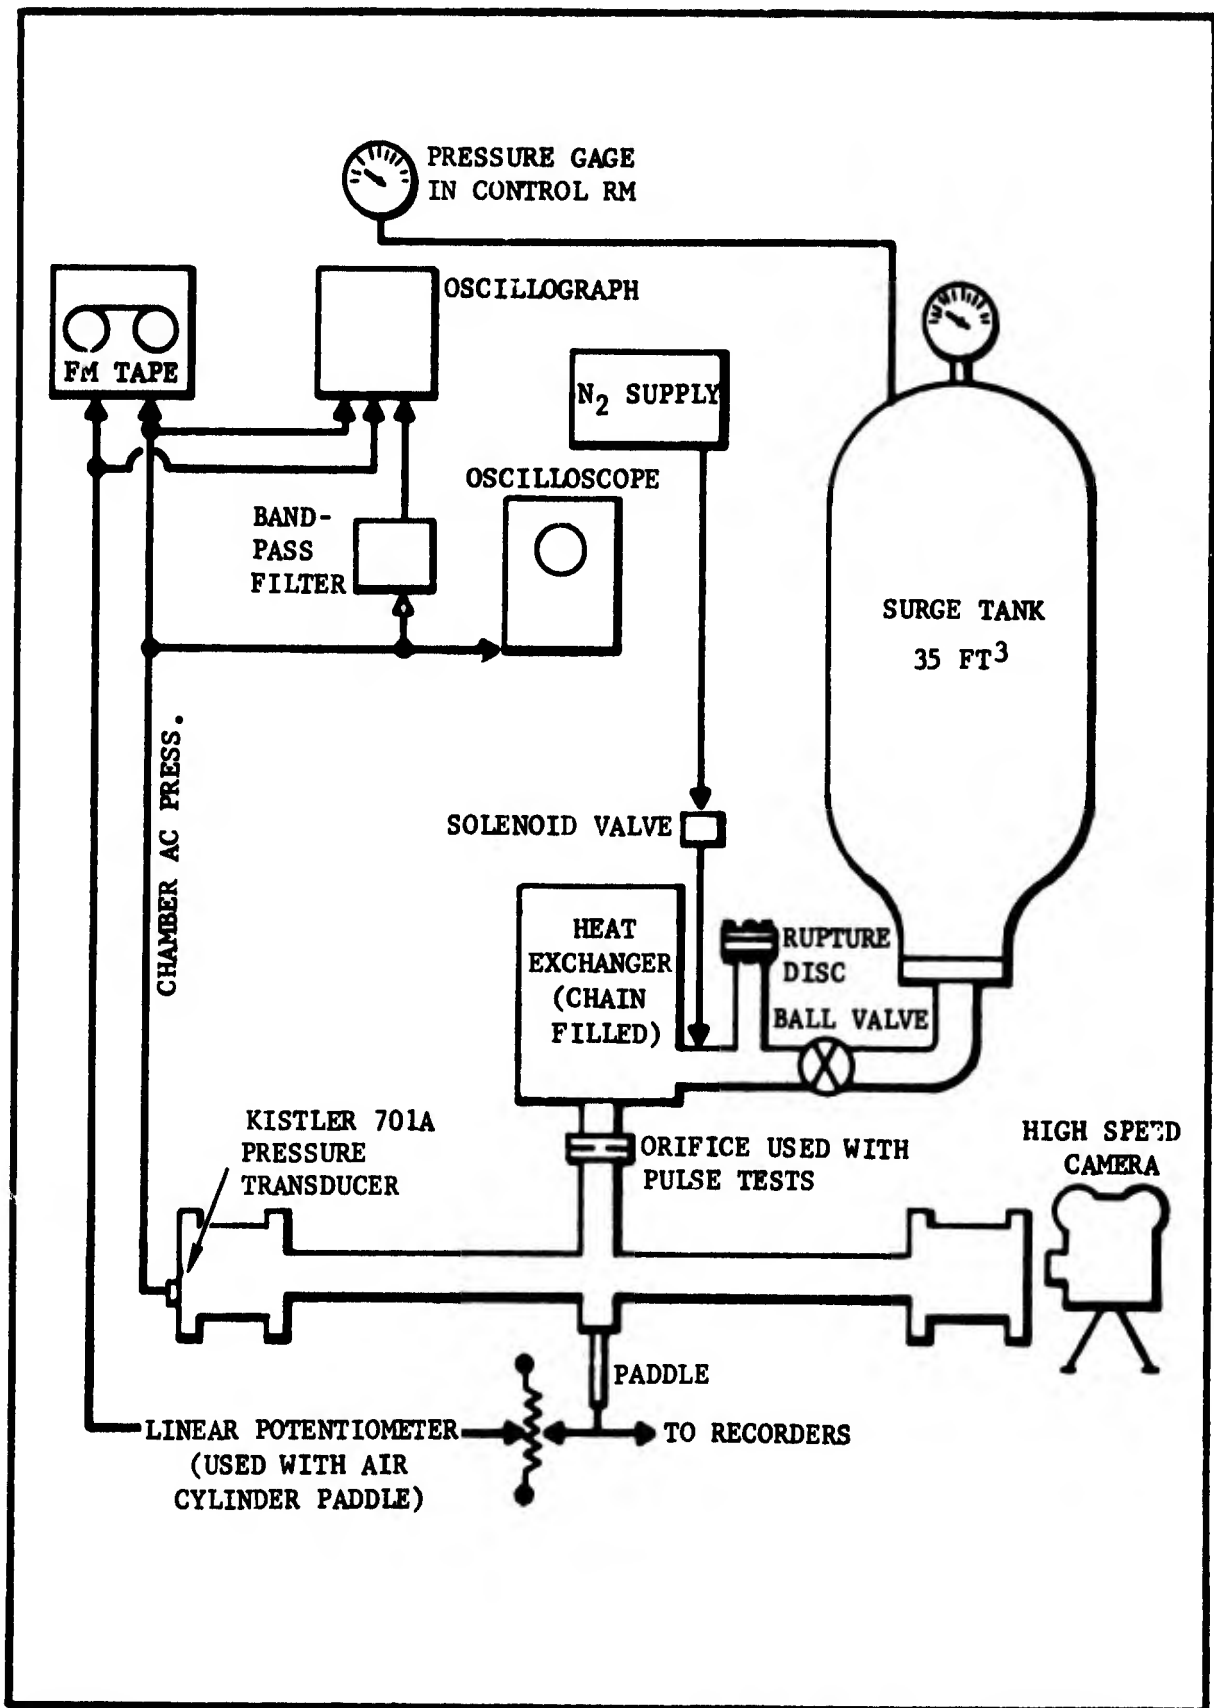 PRESSURE GAGE
IN CONTROL RM
OSCILLOGRAPH
FM TAPE
N2 SUPPLY
OSCILLOSCOPE
BAND-
PASS
FILTER
SURGE TANK
35 FT3
CHAMBER AC PRESS.
SOLENOID VALVE
HEAT
EXCHANGER
(CHAIN
FILLED)
RUPTURE
DISC
BALL VALVE
KISTLER 701A
PRESSURE
TRANSDUCER
ORIFICE USED WITH
PULSE TESTS
HIGH SPEED
CAMERA
PADDLE
LINEAR POTENTIOMETER
(USED WITH AIR
CYLINDER PADDLE)
TO RECORDERS